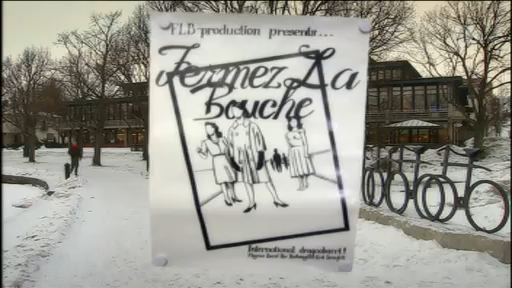 FLB-production presents...
Fermez La
Bouche
International dragcabaret!